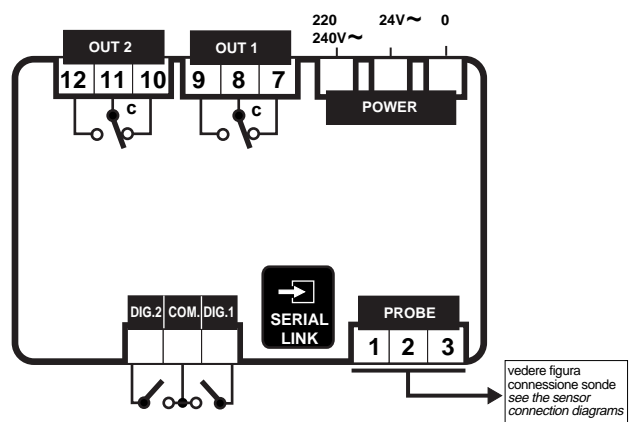 220 24V~ 0
240V~
OUT 2 OUT 1
12 11 10 9 8 7
POWER
c c
DIG.2 COM. DIG.1
SERIAL
LINK
PROBE
1 2 3
vedere figura
connessione sonde
see the sensor
connection diagrams